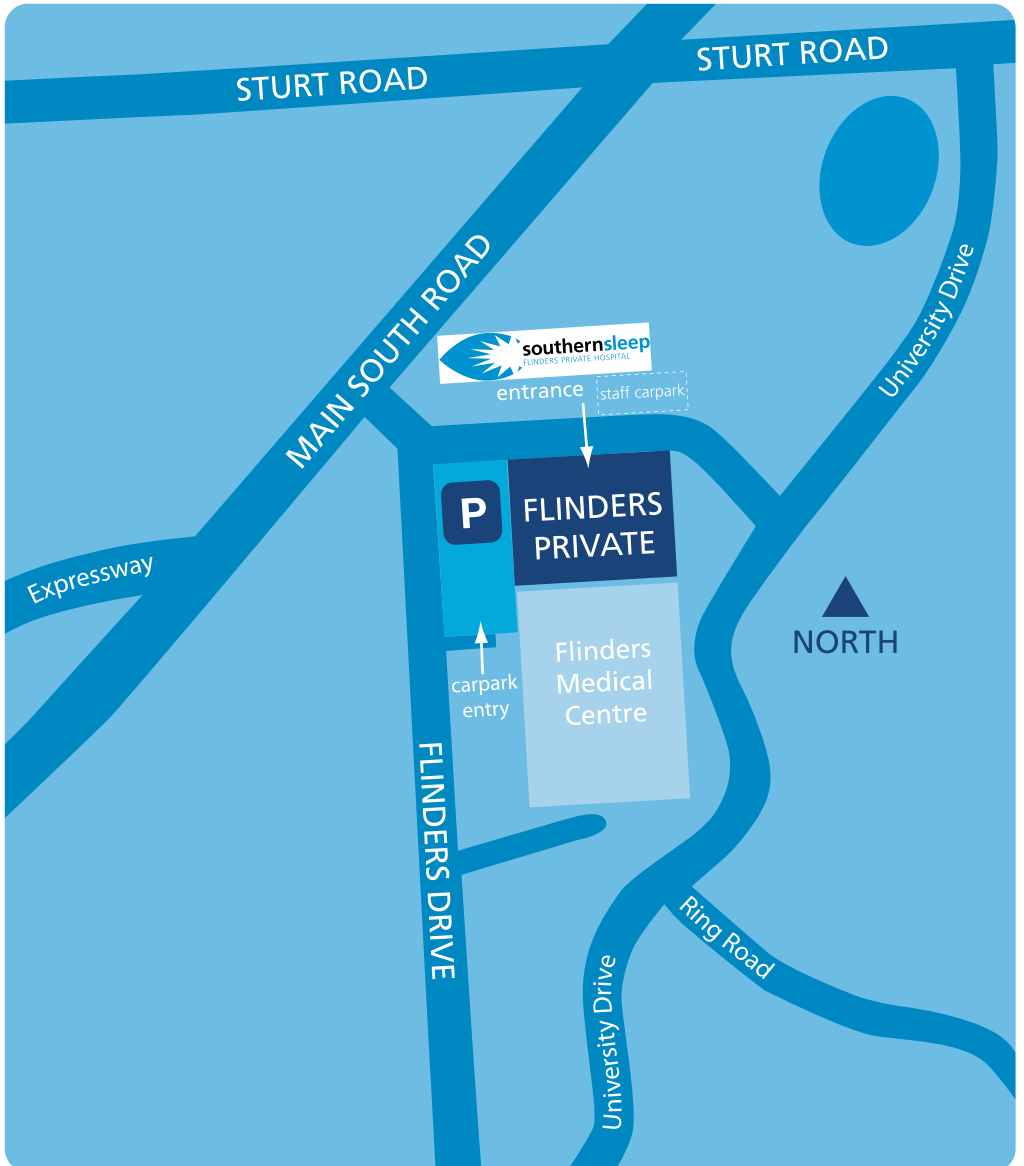 STURT ROAD
STURT ROAD
MAIN SOUTH ROAD
University Drive
southernsleep
FLINDERS PRIVATE HOSPITAL
entrance
staff carpark
P
FLINDERS
PRIVATE
Expressway
NORTH
Flinders
Medical
Centre
carpark
entry
FLINDERS DRIVE
Ring Road
University Drive